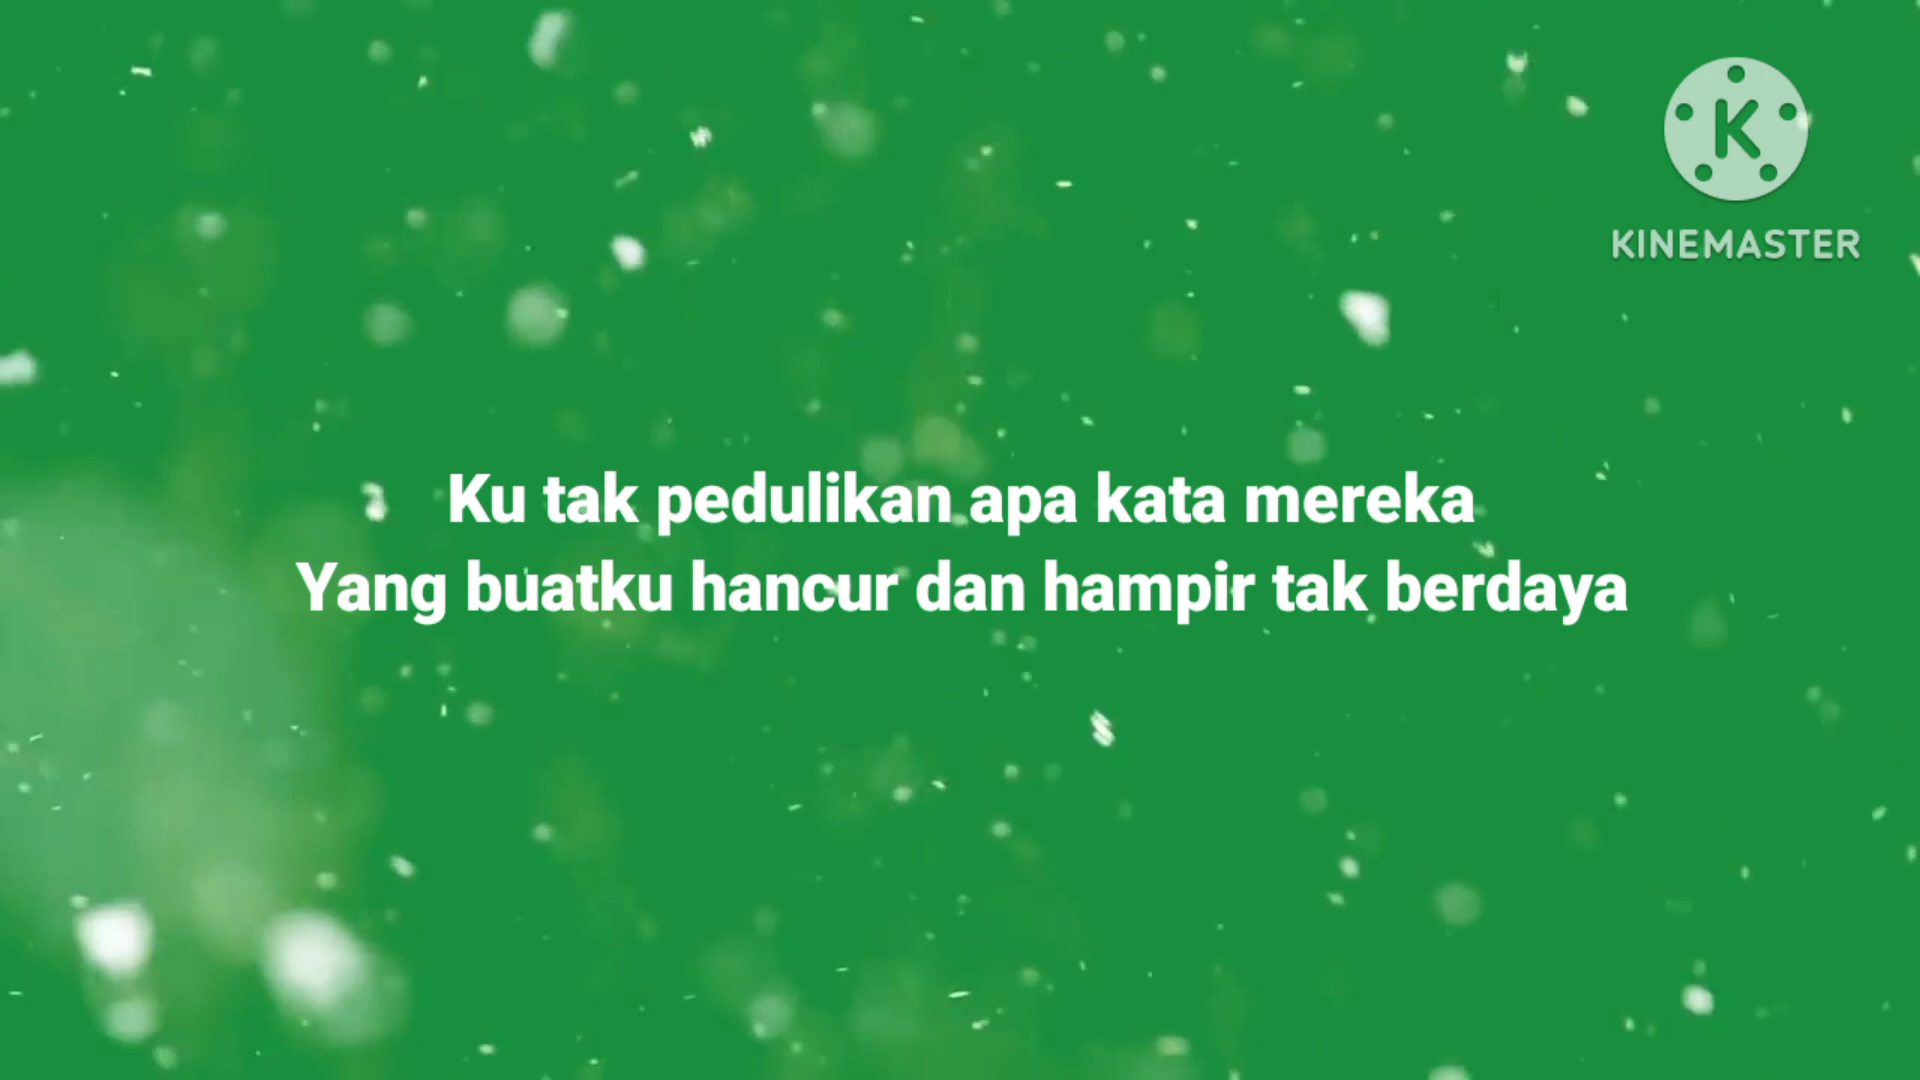 KINEMASTER
Ku tak pedulikan apa kata mereka
Yang buatku hancur dan hampir tak berdaya